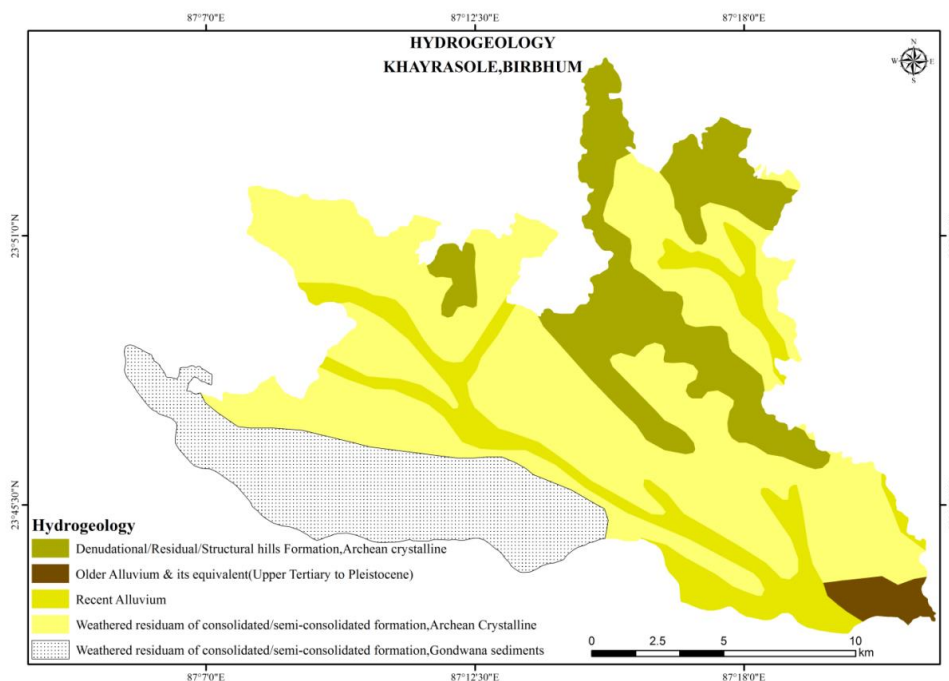 87°7'0"E 87°12'30"E 87°18'0"E
HYDROGEOLOGY
KHAYRASOLE,BIRBHUM
N
W E
S
23°51'0"N
23°45'30"N
Hydrogeology
Denudational/Residual/Structural hills Formation,Archean crystalline
Older Alluvium & its equivalent(Upper Tertiary to Pleistocene)
Recent Alluvium
Weathered residuum of consolidated/semi-consolidated formation,Archean Crystalline
Weathered residuum of consolidated/semi-consolidated formation,Gondwana sediments
0 2.5 5 10
km
87°7'0"E 87°12'30"E 87°18'0"E